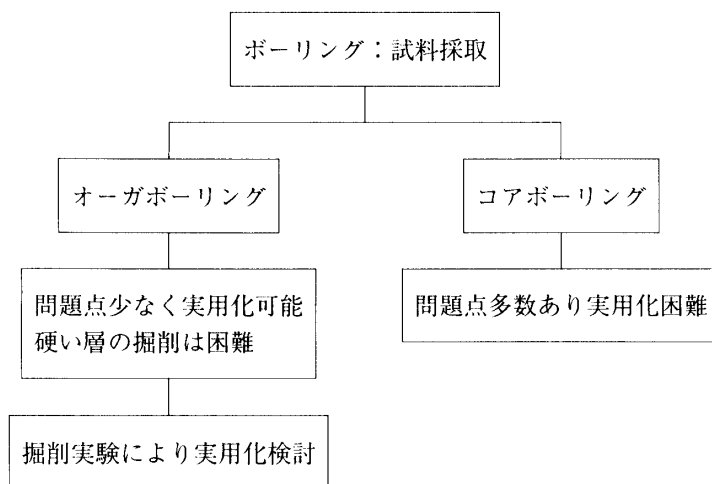 ボーリング：試料採取
オーガボーリング
コアボーリング
問題点少なく実用化可能
硬い層の掘削は困難
問題点多数あり実用化困難
掘削実験により実用化検討